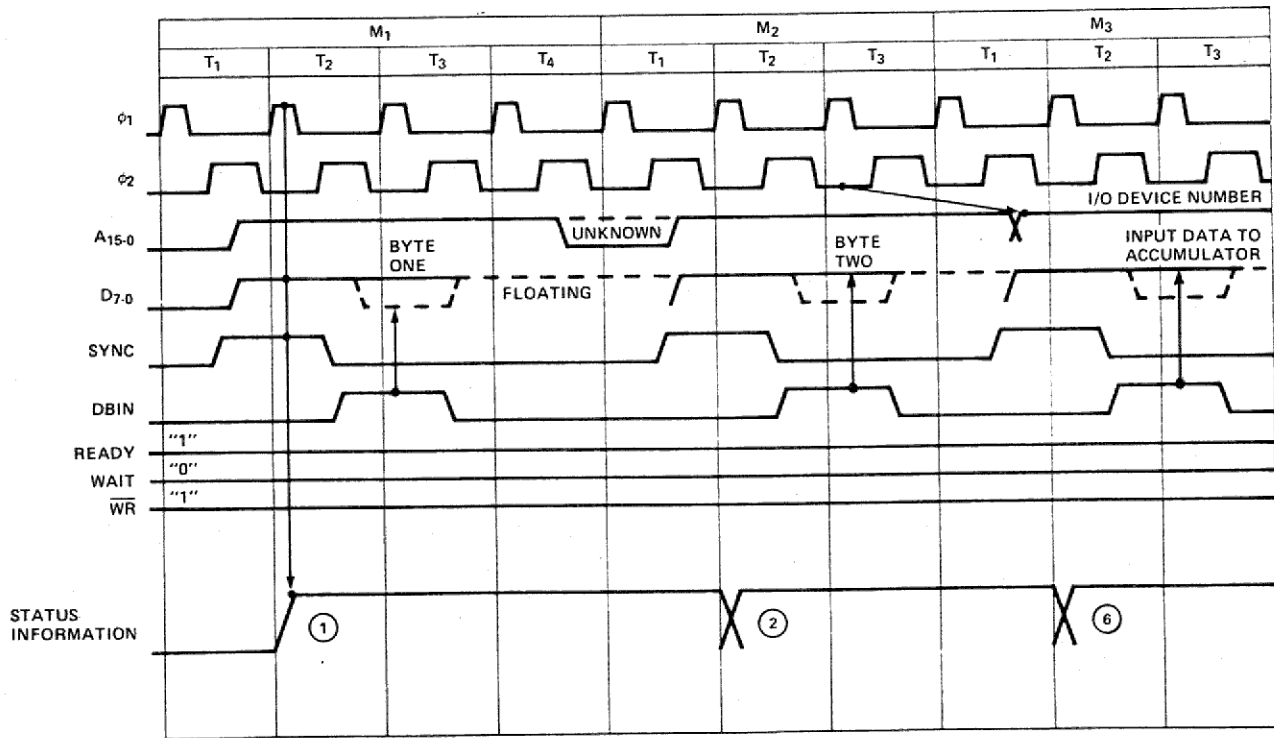 M1 M2 M3
T1 T2 T3 T4 T1 T2 T3 T1 T2 T3
ϕ1
ϕ2
I/O DEVICE NUMBER
A15-0
UNKNOWN
BYTE
ONE
BYTE
TWO
INPUT DATA TO
ACCUMULATOR
D7-0
FLOATING
SYNC
DBIN
"1"
READY
"0"
WAIT
"1"
W̅R̅
STATUS
INFORMATION
1
2
6